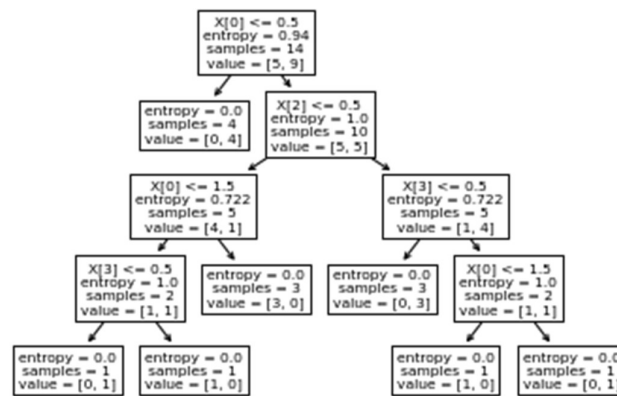 X[0] <= 0.5
entropy = 0.94
samples = 14
value = [5, 9]
entropy = 0.0
samples = 4
value = [0, 4]
X[2] <= 0.5
entropy = 1.0
samples = 10
value = [5, 5]
X[0] <= 1.5
entropy = 0.722
samples = 5
value = [4, 1]
X[3] <= 0.5
entropy = 0.722
samples = 5
value = [1, 4]
X[3] <= 0.5
entropy = 1.0
samples = 2
value = [1, 1]
entropy = 0.0
samples = 3
value = [3, 0]
entropy = 0.0
samples = 3
value = [0, 3]
X[0] <= 1.5
entropy = 1.0
samples = 2
value = [1, 1]
entropy = 0.0
samples = 1
value = [0, 1]
entropy = 0.0
samples = 1
value = [1, 0]
entropy = 0.0
samples = 1
value = [1, 0]
entropy = 0.0
samples = 1
value = [0, 1]